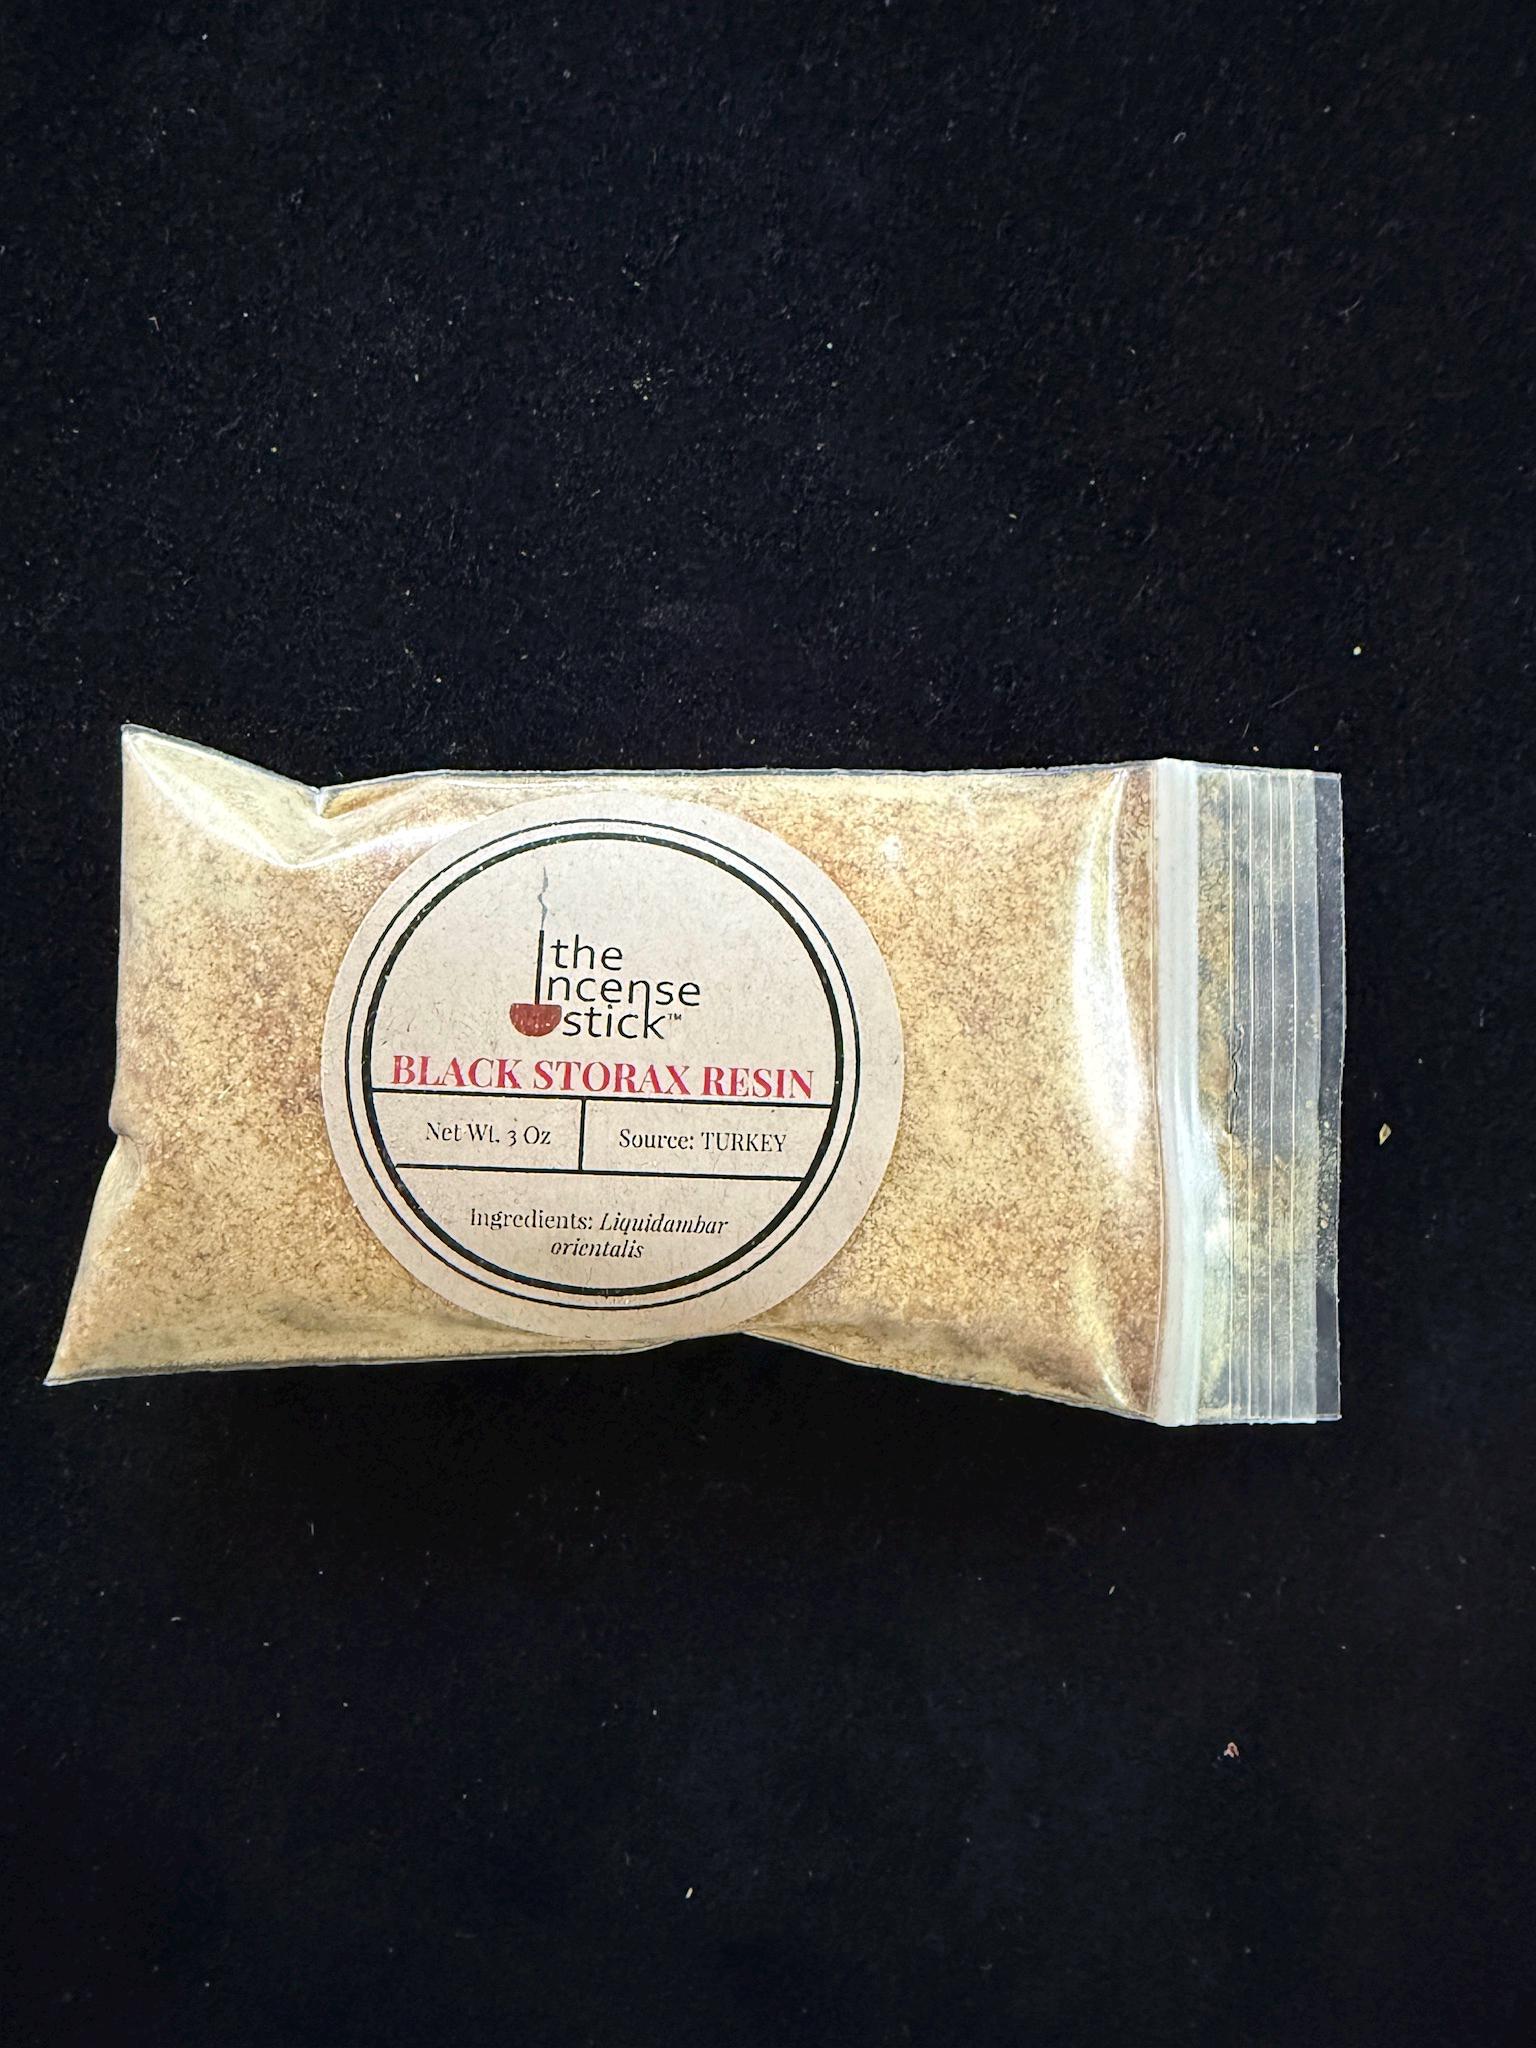 the
incense
stick™
BLACK STORAX RESIN
Net Wt. 3 Oz
Source: TURKEY
Ingredients: Liquidambar
orientalis